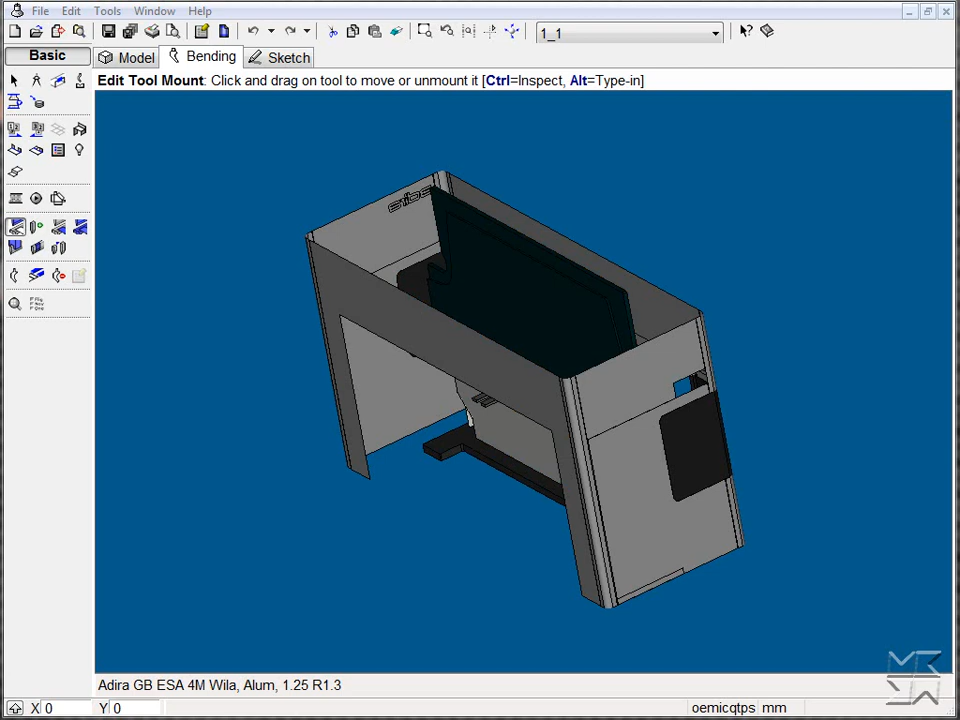 File Edit Tools Window Help
1_1
Basic
Model Bending Sketch
Edit Tool Mount: Click and drag on tool to move or unmount it [Ctrl=Inspect, Alt=Type-in]
Adira GB ESA 4M Wila, Alum, 1.25 R1.3
X 0 Y 0 oemicqtps mm